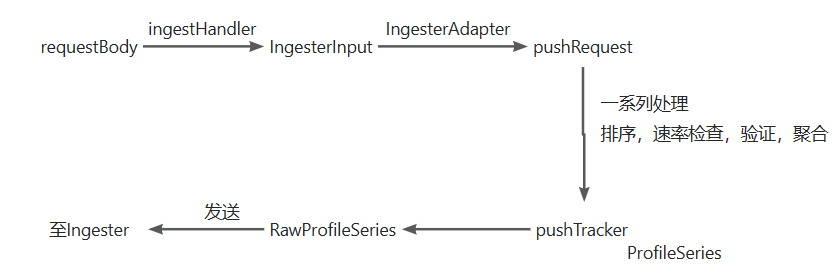 ingestHandler
IngesterAdapter
requestBody
IngesterInput
pushRequest
一系列处理
排序，速率检查，验证，聚合
发送
至Ingester
RawProfileSeries
pushTracker
ProfileSeries